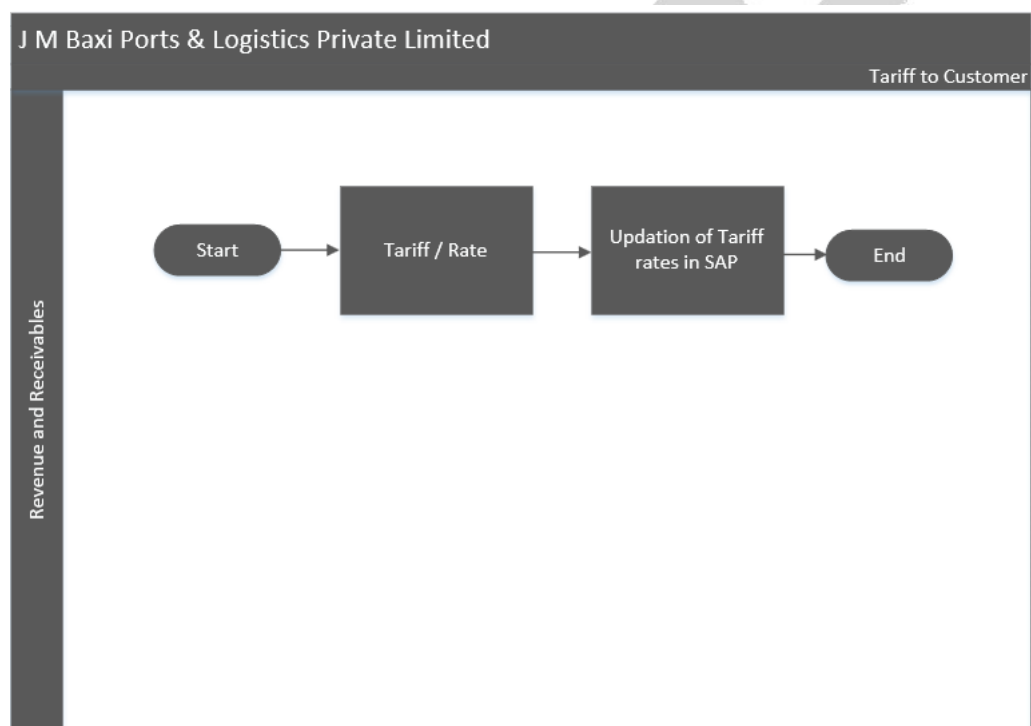 J M Baxi Ports & Logistics Private Limited
Tariff to Customer
Revenue and Receivables
Start
Tariff / Rate
Updation of Tariff
rates in SAP
End